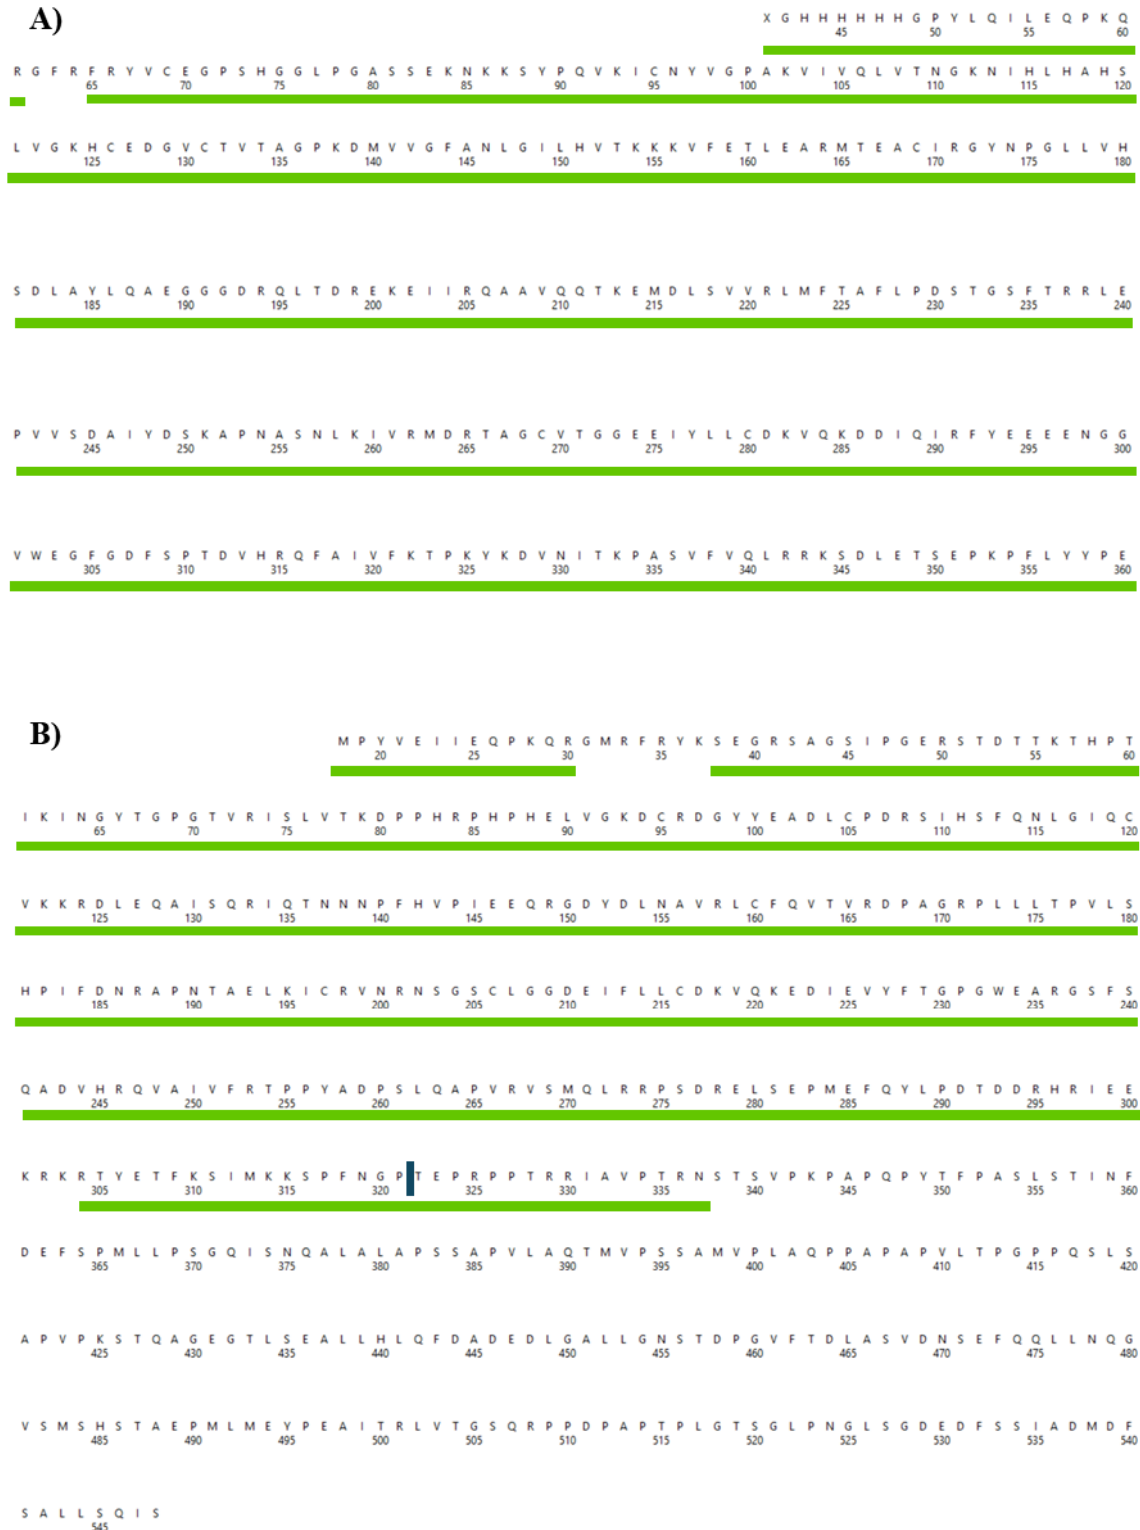 A)
X G H H H H H H G P Y L Q I L E Q P K Q
45 50 55 60
R G F R F R Y V C E G P S H G G L P G A S S E K N K K S Y P Q V K I C N Y V G P A K V I V Q L V T N G K N I H L H A H S
65 70 75 80 85 90 95 100 105 110 115 120
L V G K H C E D G V C T V T A G P K D M V V G F A N L G I L H V T K K K V F E T L E A R M T E A C I R G Y N P G L L V H
125 130 135 140 145 150 155 160 165 170 175 180
S D L A Y L Q A E G G G D R Q L T D R E K E I I R Q A A V Q Q T K E M D L S V V R L M F T A F L P D S T G S F T R R L E
185 190 195 200 205 210 215 220 225 230 235 240
P V V S D A I Y D S K A P N A S N L K I V R M D R T A G C V T G G E E I Y L L C D K V Q K D D I Q I R F Y E E E E N G G
245 250 255 260 265 270 275 280 285 290 295 300
V W E G F G D F S P T D V H R Q F A I V F K T P K Y K D V N I T K P A S V F V Q L R R K S D L E T S E P K P F L Y Y P E
305 310 315 320 325 330 335 340 345 350 355 360
B)
M P Y V E I I E Q P K Q R G M R F R Y K S E G R S A G S I P G E R S T D T T K T H P T
20 25 30 35 40 45 50 55 60
I K I N G Y T G P G T V R I S L V T K D P P H R P H P H E L V G K D C R D G Y Y E A D L C P D R S I H S F Q N L G I Q C
65 70 75 80 85 90 95 100 105 110 115 120
V K K R D L E Q A I S Q R I Q T N N N P F H V P I E E Q R G D Y D L N A V R L C F Q V T V R D P A G R P L L L T P V L S
125 130 135 140 145 150 155 160 165 170 175 180
H P I F D N R A P N T A E L K I C R V N R N S G S C L G G D E I F L L C D K V Q K E D I E V Y F T G P G W E A R G S F S
185 190 195 200 205 210 215 220 225 230 235 240
Q A D V H R Q V A I V F R T P P Y A D P S L Q A P V R V S M Q L R R P S D R E L S E P M E F Q Y L P D T D D R H R I E E
245 250 255 260 265 270 275 280 285 290 295 300
K R K R T Y E T F K S I M K K S P F N G P T E P R P P T R R I A V P T R N S T S V P K P A P Q P Y T F P A S L S T I N F
305 310 315 320 325 330 335 340 345 350 355 360
D E F S P M L L P S G Q I S N Q A L A L A P S S A P V L A Q T M V P S S A M V P L A Q P P A P A P V L T P G P P Q S L S
365 370 375 380 385 390 395 400 405 410 415 420
A P V P K S T Q A G E G T L S E A L L H L Q F D A D E D L G A L L G N S T D P G V F T D L A S V D N S E F Q Q L L N Q G
425 430 435 440 445 450 455 460 465 470 475 480
V S M S H S T A E P M L M E Y P E A I T R L V T G S Q R P P D P A P T P L G T S G L P N G L S G D E D F S S I A D M D F
485 490 495 500 505 510 515 520 525 530 535 540
S A L L S Q I S
545